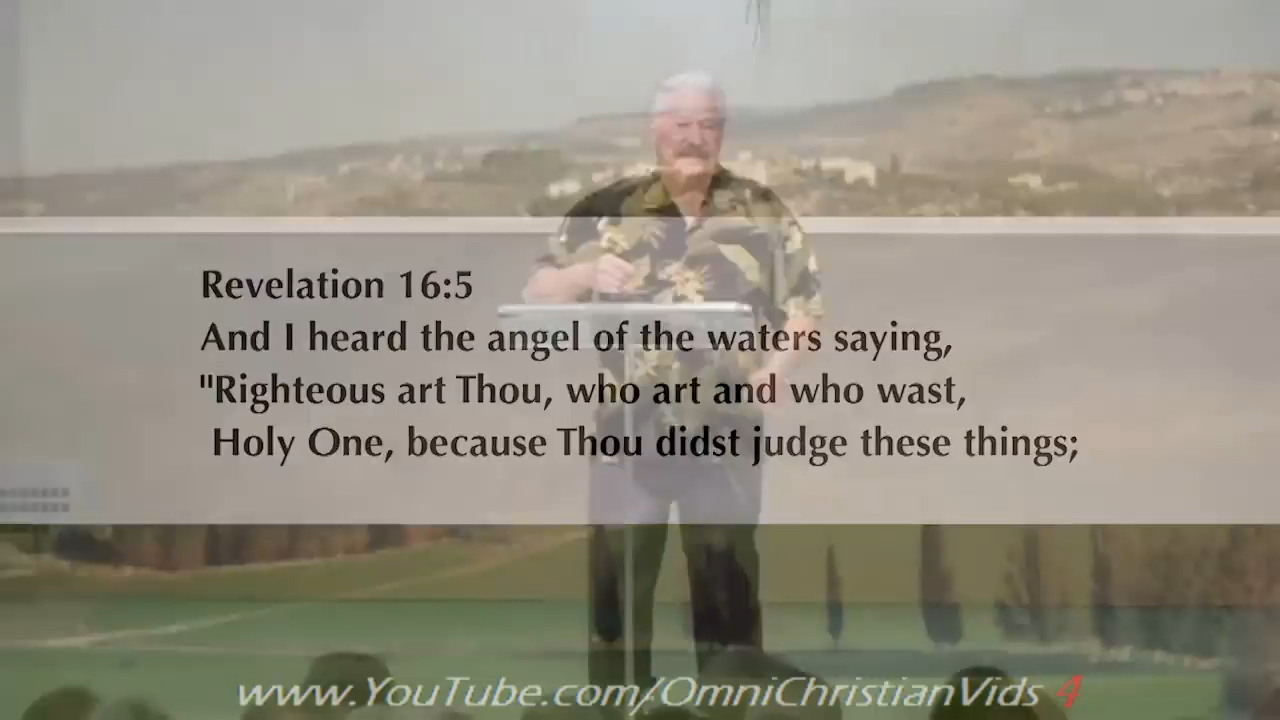 Revelation 16:5
And I heard the angel of the waters saying,
"Righteous art Thou, who art and who wast,
Holy One, because Thou didst judge these things;
www.YouTube.com/OmniChristianVids 4